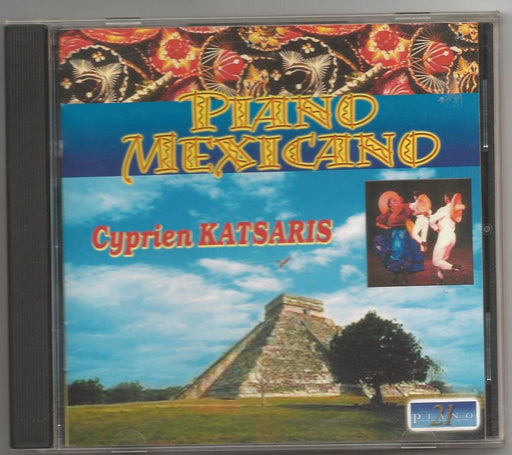 PIANO
MEXICANO
Cyprien KATSARIS
21
PIANO